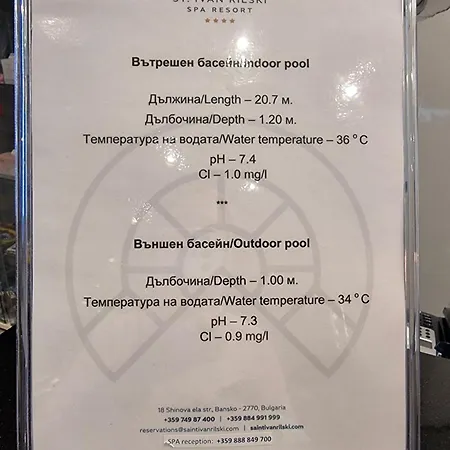 ST. IVAN RILSKI
SPA RESORT
★★★★
Вътрешен басейн/Indoor pool
Дължина/Length – 20.7 м.
Дълбочина/Depth – 1.20 м.
Температура на водата/Water temperature – 36 ° C
pH – 7.4
Cl – 1.0 mg/l
***
Външен басейн/Outdoor pool
Дълбочина/Depth – 1.00 м.
Температура на водата/Water temperature – 34 ° C
pH – 7.3
Cl – 0.9 mg/l
18 Shinova ela str, Bansko - 2770, Bulgaria
+359 749 87 400 | +359 884 991 999
reservations@saintivanrilski.com | saintivanrilski.com
SPA reception: +359 888 849 700